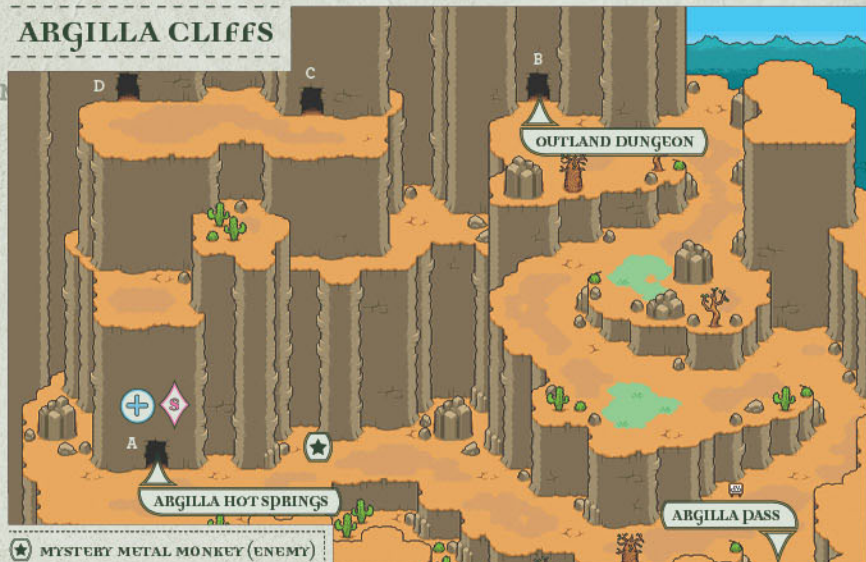 ARGILLA CLIFFS
D
C
B
OUTLAND DUNGEON
S
A
ARGILLA HOT SPRINGS
ARGILLA PASS
MYSTERY METAL MONKEY (ENEMY)